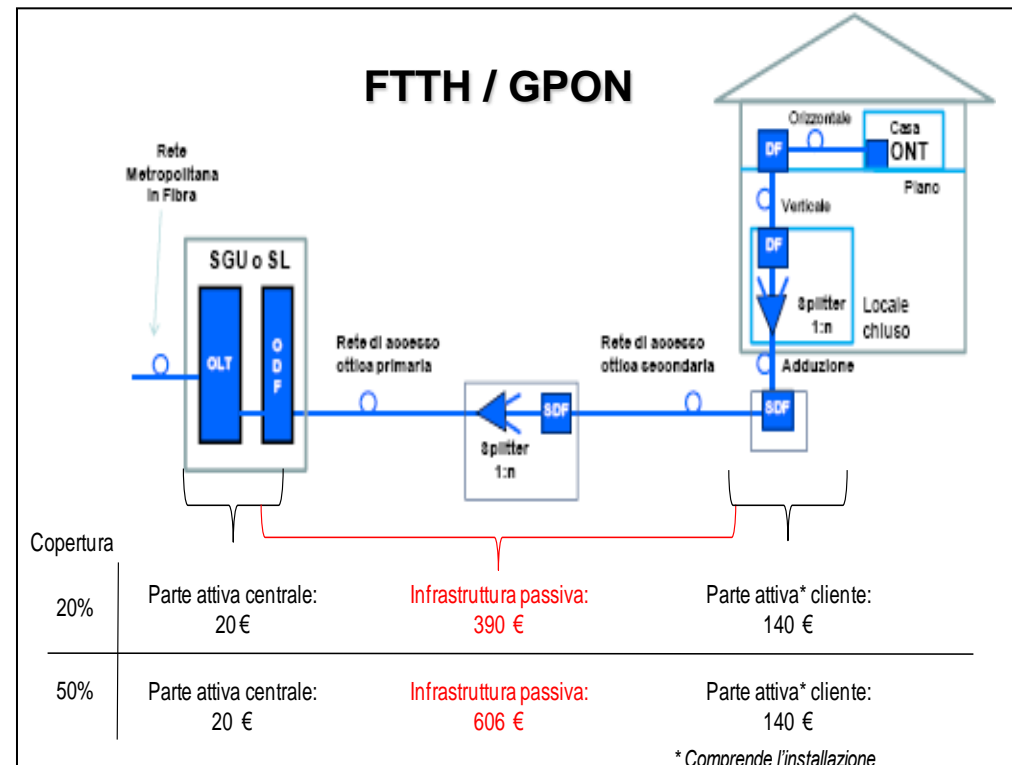 FTTH / GPON
Rete
Metropolitana
in Fibra
SGU o SL
OLT
O
D
F
Rete di accesso
ottica primaria
Splitter
1:n
SDF
Rete di accesso
ottica secondaria
Orizzontale
DF
Casa
ONT
Piano
Verticale
DF
Splitter
1:n
Locale
chiuso
Adduzione
SDF
Copertura
20%
Parte attiva centrale:
20 €
Infrastruttura passiva:
390 €
Parte attiva* cliente:
140 €
50%
Parte attiva centrale:
20 €
Infrastruttura passiva:
606 €
Parte attiva* cliente:
140 €
* Comprende l'installazione